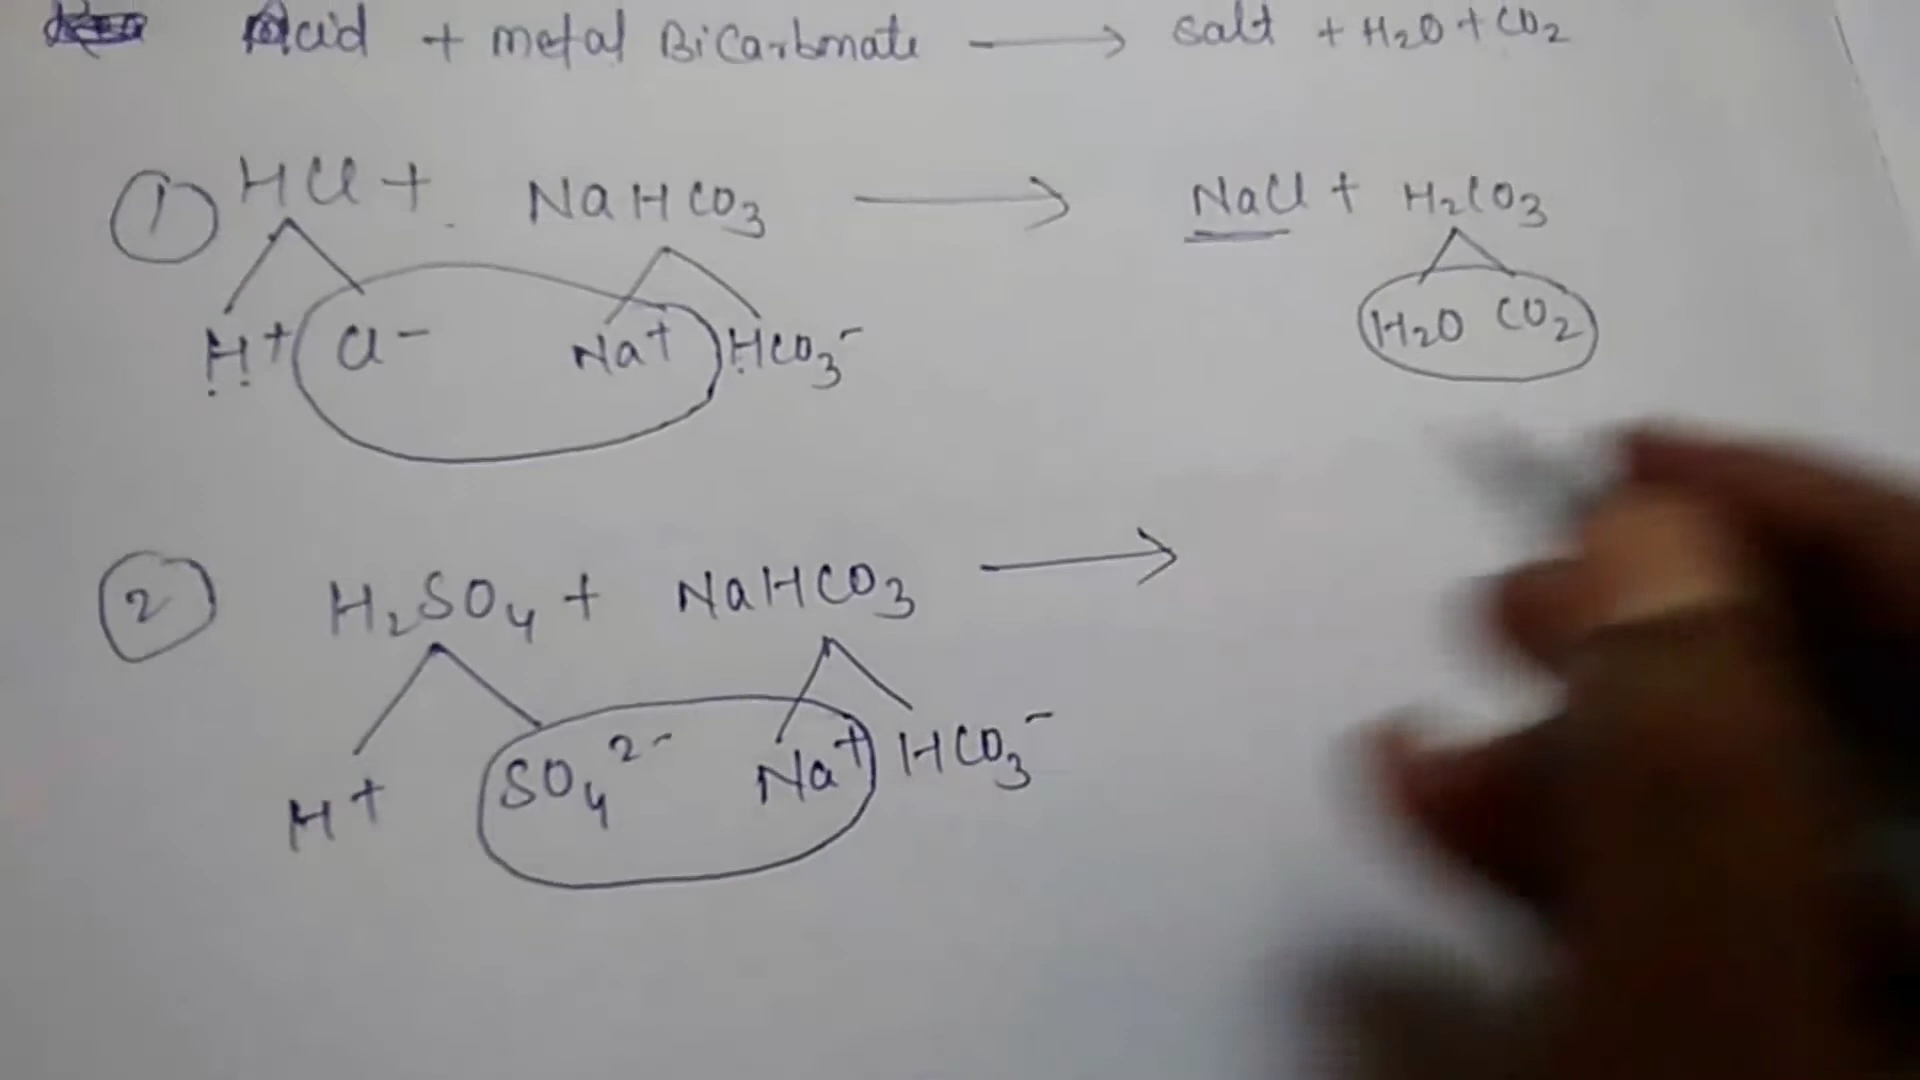 Acid + metal Bicarbonate ⟶ salt + H2O + CO2
① HCl + NaHCO3 ⟶ NaCl + H2CO3
H+ Cl- Na+ HCO3- H2O CO2
② H2SO4 + NaHCO3 ⟶
H+ SO4 2- Na+ HCO3-